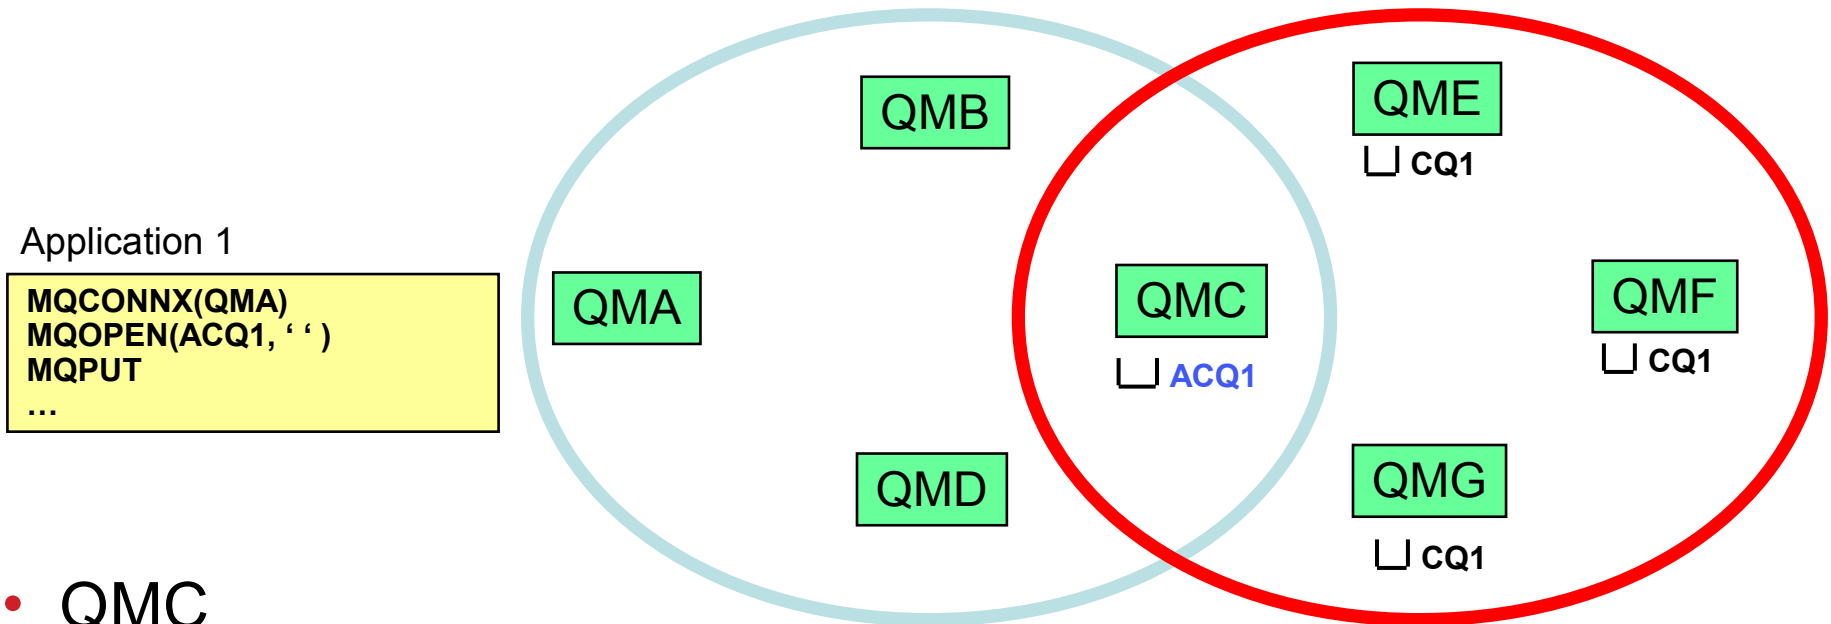 QMB
QME
CQ1
Application 1
MQCONNX(QMA)
MQOPEN(ACQ1, ‘ ‘ )
MQPUT
…
QMA
QMC
ACQ1
QMF
CQ1
QMD
QMG
CQ1
• QMC